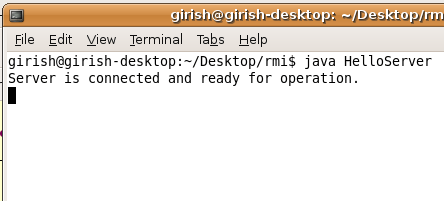 girish@girish-desktop: ~/Desktop/rmi
File Edit View Terminal Tabs Help
girish@girish-desktop:~/Desktop/rmi$ java HelloServer
Server is connected and ready for operation.